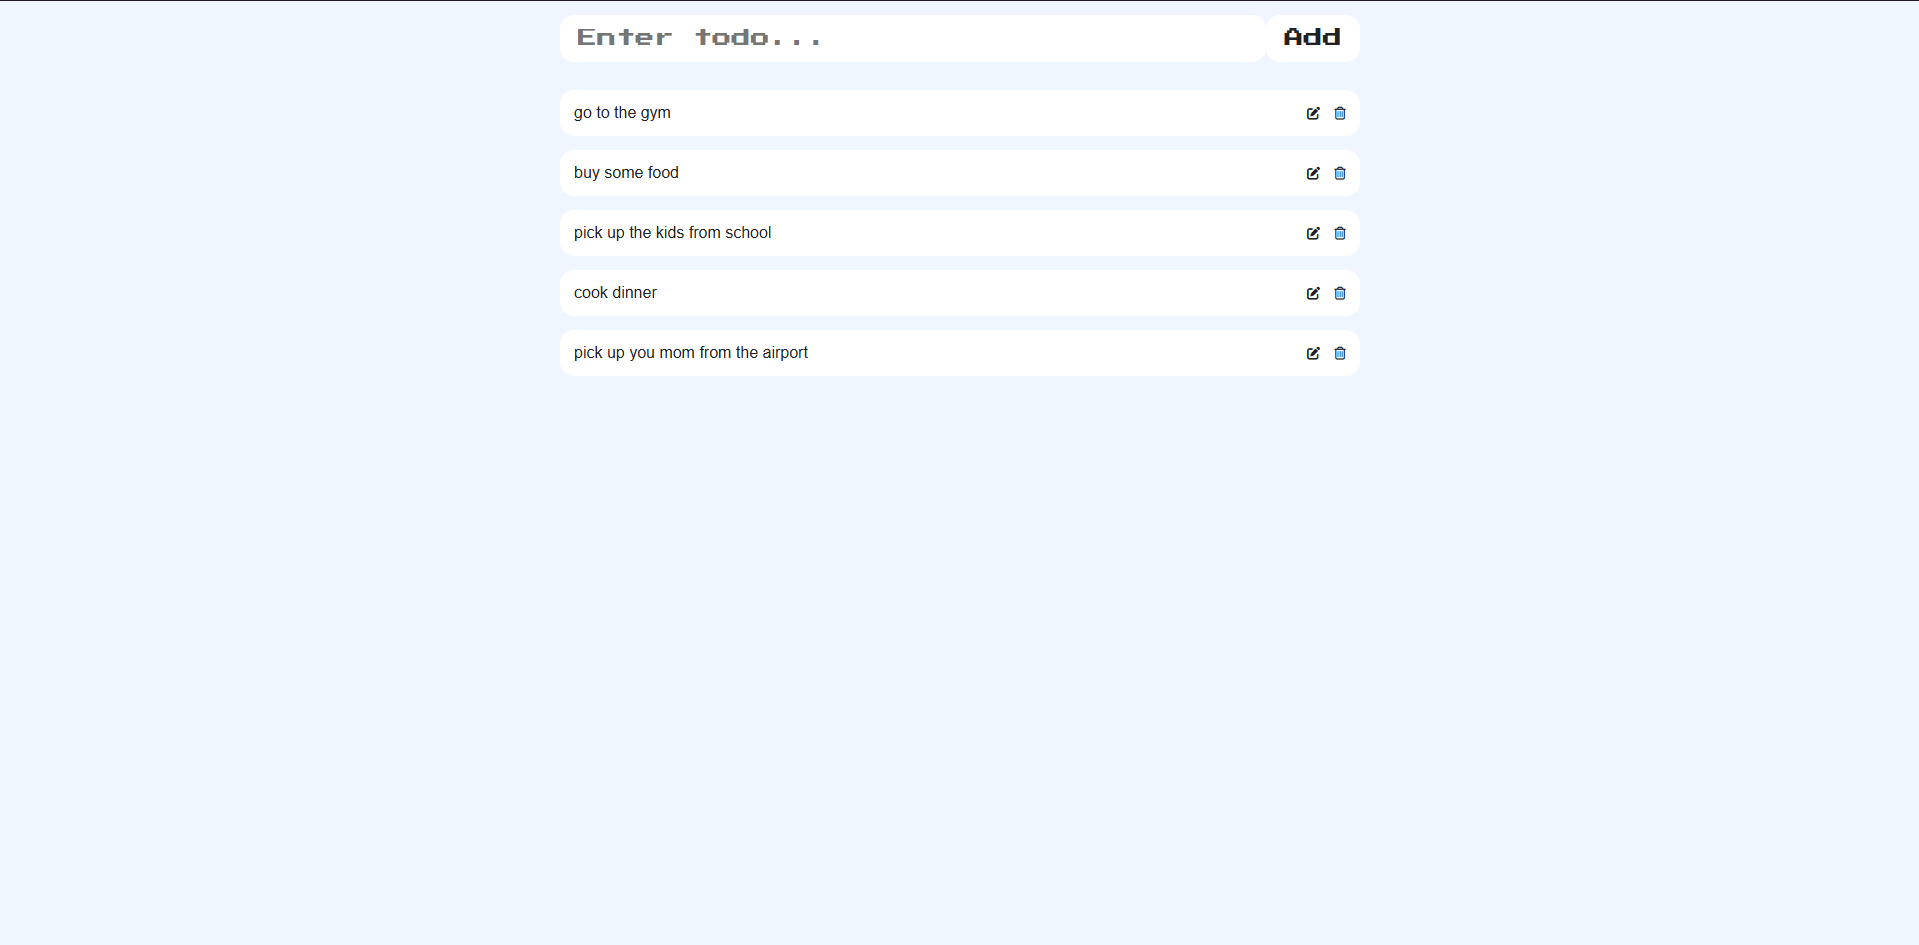 Enter todo...
Add
go to the gym
buy some food
pick up the kids from school
cook dinner
pick up you mom from the airport